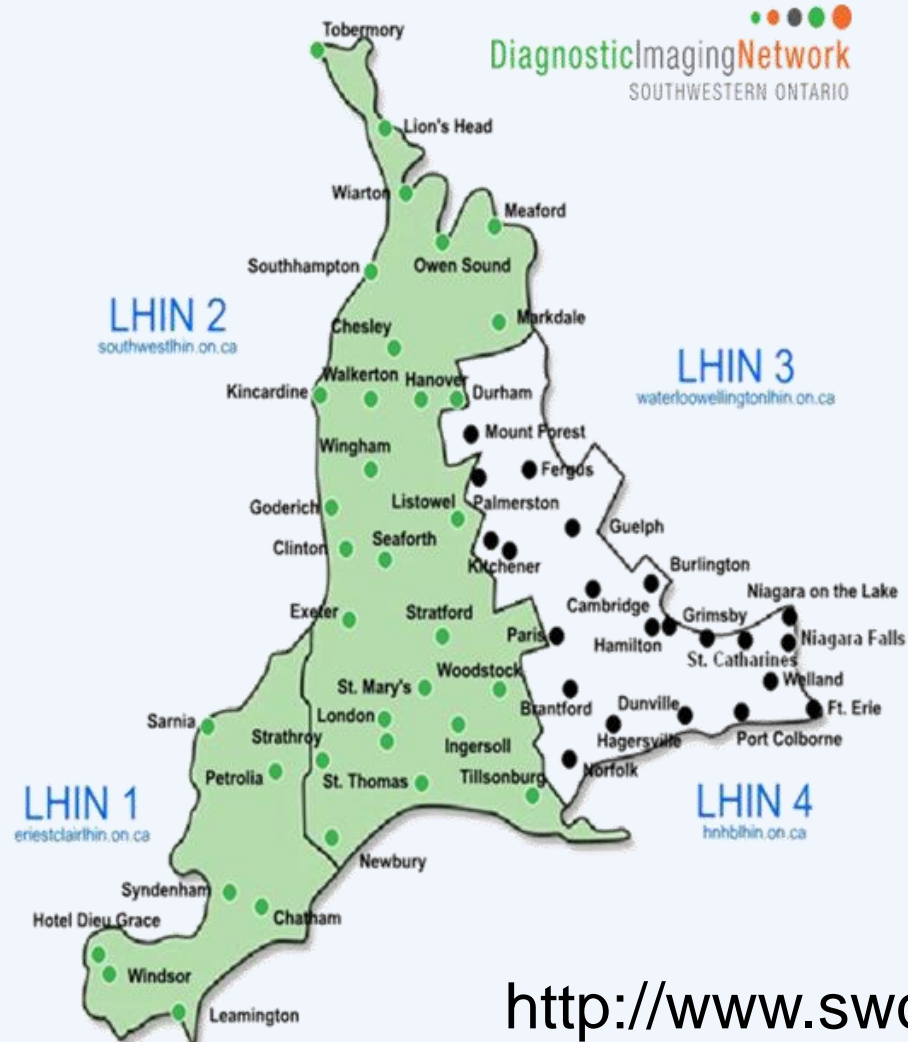 Tobermory
DiagnosticImagingNetwork
SOUTHWESTERN ONTARIO
Lion's Head
Wiarton
Meaford
Southhampton
Owen Sound
LHIN 2
southwestlhin.on.ca
Chesley
Markdale
LHIN 3
waterloowellingtonlhin.on.ca
Walkerton
Hanover
Kincardine
Durham
Mount Forest
Wingham
Fergus
Goderich
Listowel
Palmerston
Guelph
Clinton
Seaforth
Kitchener
Burlington
Niagara on the Lake
Exeter
Stratford
Cambridge
Grimsby
Paris
Hamilton
Niagara Falls
St. Catharines
Woodstock
Welland
St. Mary's
Brantford
Dunville
Ft. Erie
Sarnia
London
Strathroy
Ingersoll
Hagersville
Port Colborne
Petrolia
St. Thomas
Tillsonburg
Norfolk
LHIN 1
eriestclairlhin.on.ca
LHIN 4
hnhblhin.on.ca
Newbury
Syndenham
Chatham
Hotel Dieu Grace
Windsor
Leamington